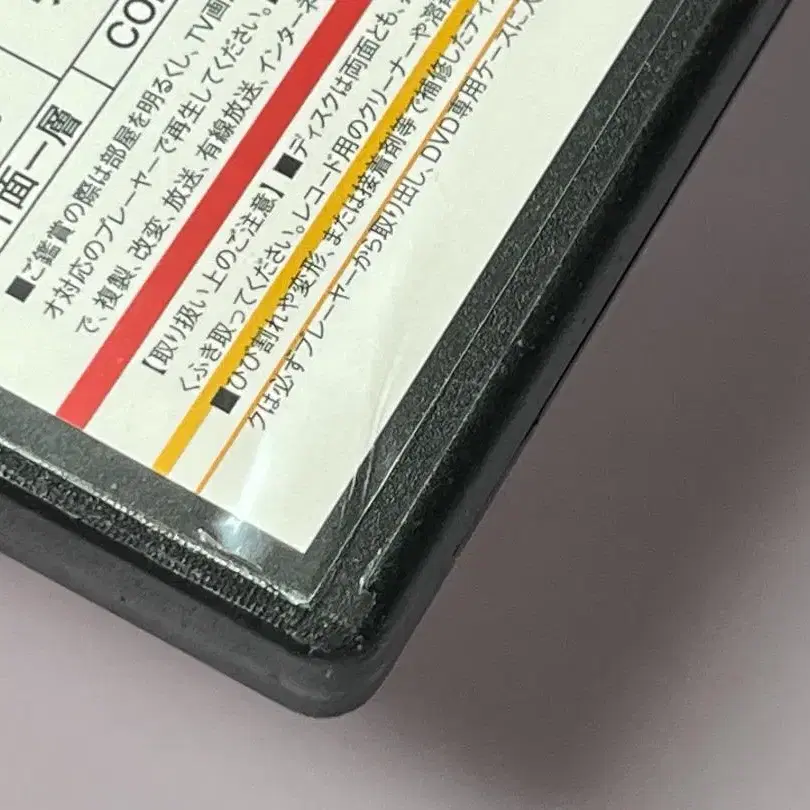 面一層
COL
■ご鑑賞の際は部屋を明るくし、TV画
オ対応のプレーヤーで再生してください。
で、複製、改変、放送、有線放送、インターネ
【取り扱い上のご注意】■ディスクは両面とも、
くふき取ってください。レコード用のクリーナーや溶剤
■ひび割れや変形、または接着剤等で補修したディス
クは必ずプレーヤーから取り出し、DVD専用ケースに